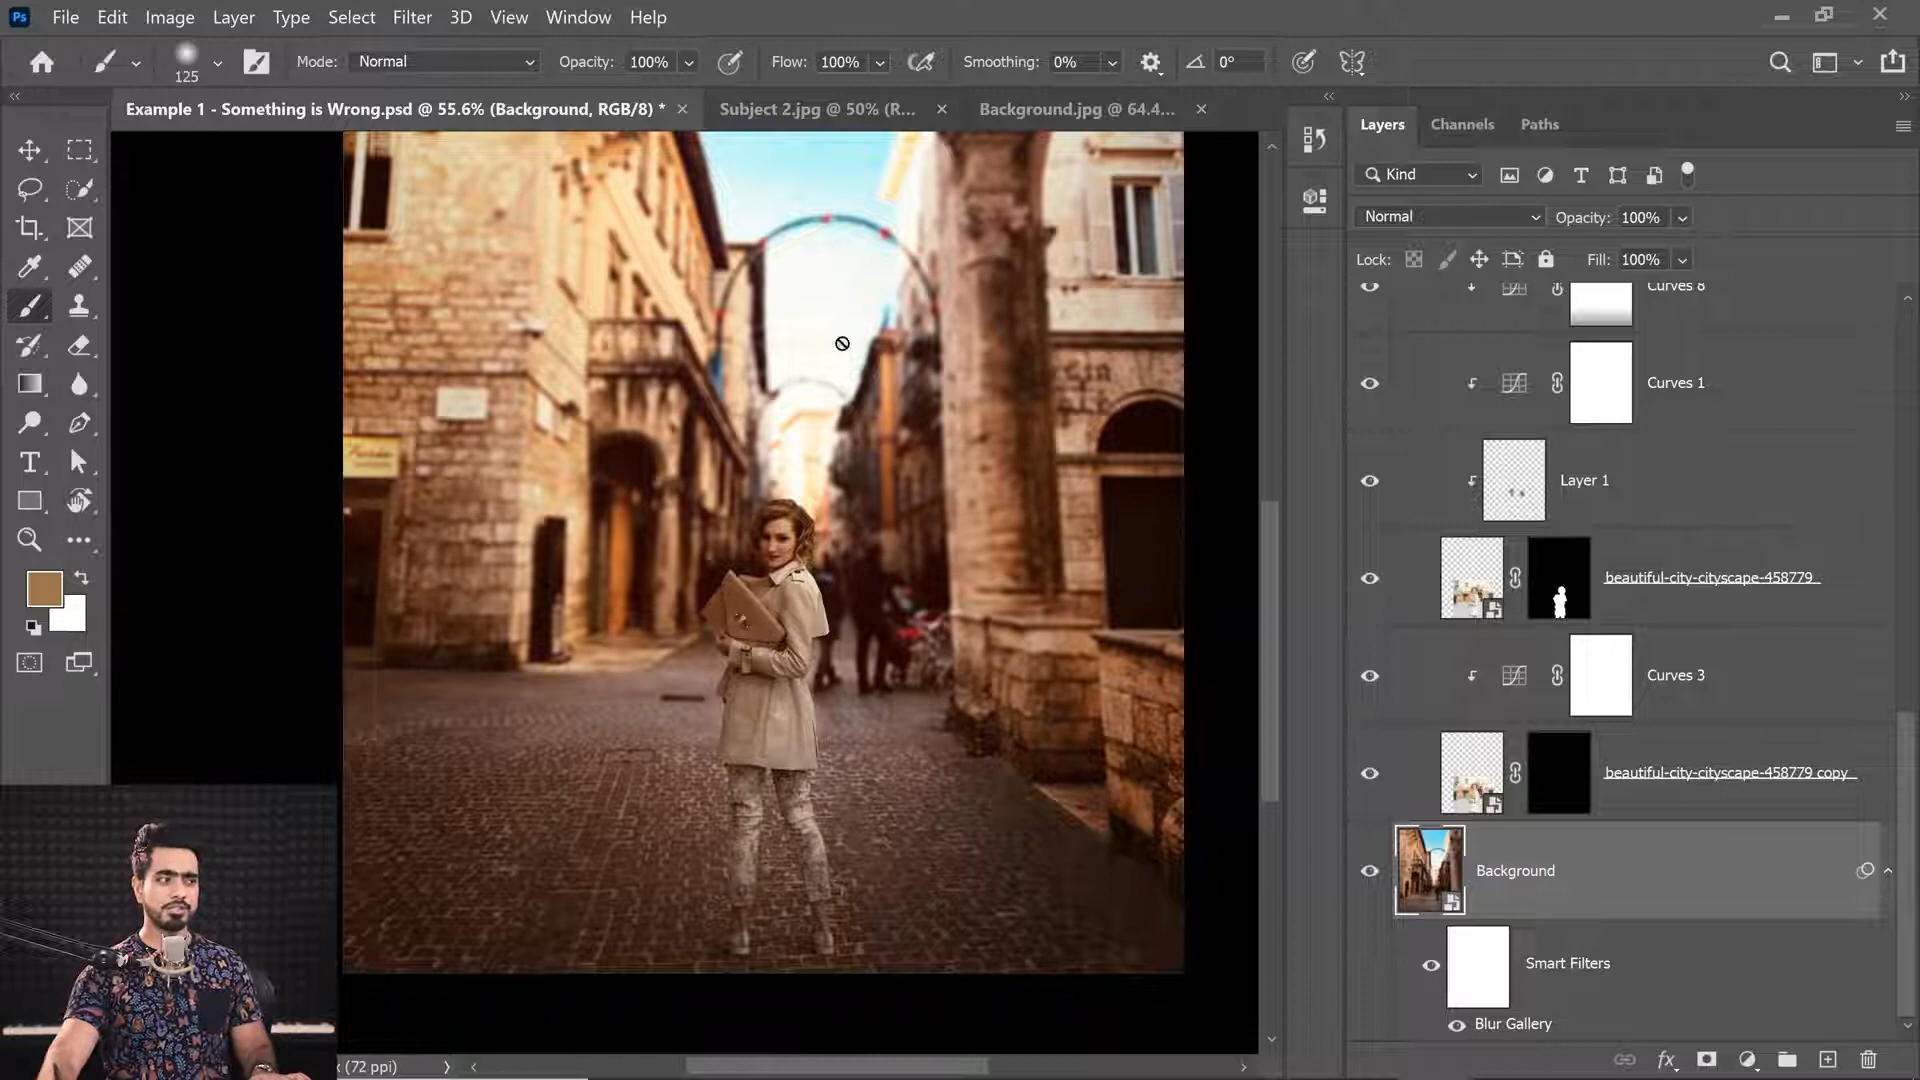 Ps File Edit Image Layer Type Select Filter 3D View Window Help
125 Mode: Normal Opacity: 100% Flow: 100% Smoothing: 0% 0°
Example 1 - Something is Wrong.psd @ 55.6% (Background, RGB/8) * Subject 2.jpg @ 50% (R... Background.jpg @ 64.4...
Layers Channels Paths
Kind
Normal Opacity: 100%
Lock: Fill: 100%
Curves 8
Curves 1
Layer 1
beautiful-city-cityscape-458779
Curves 3
beautiful-city-cityscape-458779 copy
Background
Smart Filters
Blur Gallery
(72 ppi)